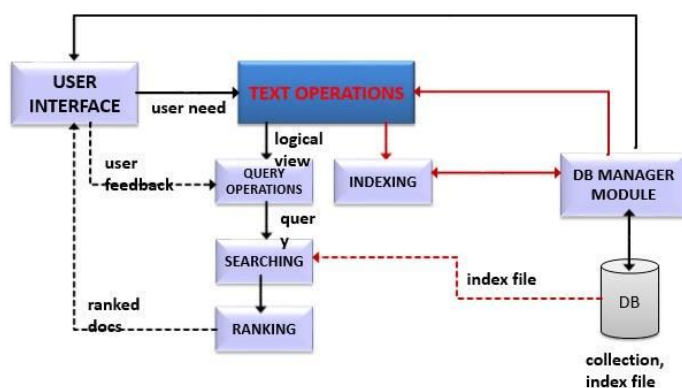 USER
INTERFACE
user need
TEXT OPERATIONS
logical
view
user
feedback
QUERY
OPERATIONS
INDEXING
DB MANAGER
MODULE
quer
y
SEARCHING
index file
DB
ranked
docs
RANKING
collection,
index file